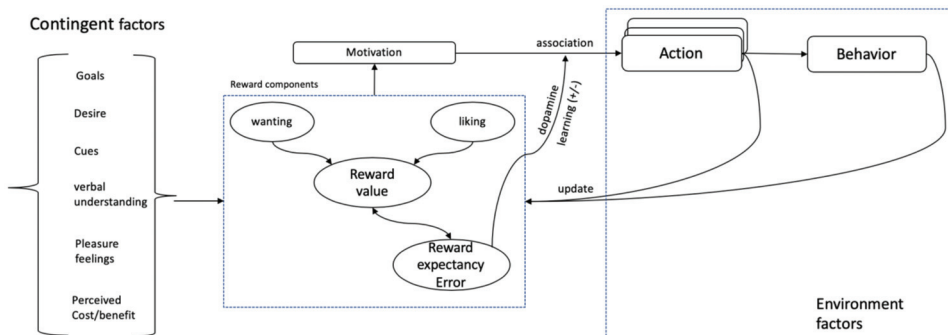 Contingent factors
Goals
Desire
Cues
verbal
understanding
Pleasure
feelings
Perceived
Cost/benefit
Motivation
Reward components
wanting
liking
Reward
value
Reward
expectancy
Error
association
dopamine
learning (+/-)
update
Action
Behavior
Environment
factors